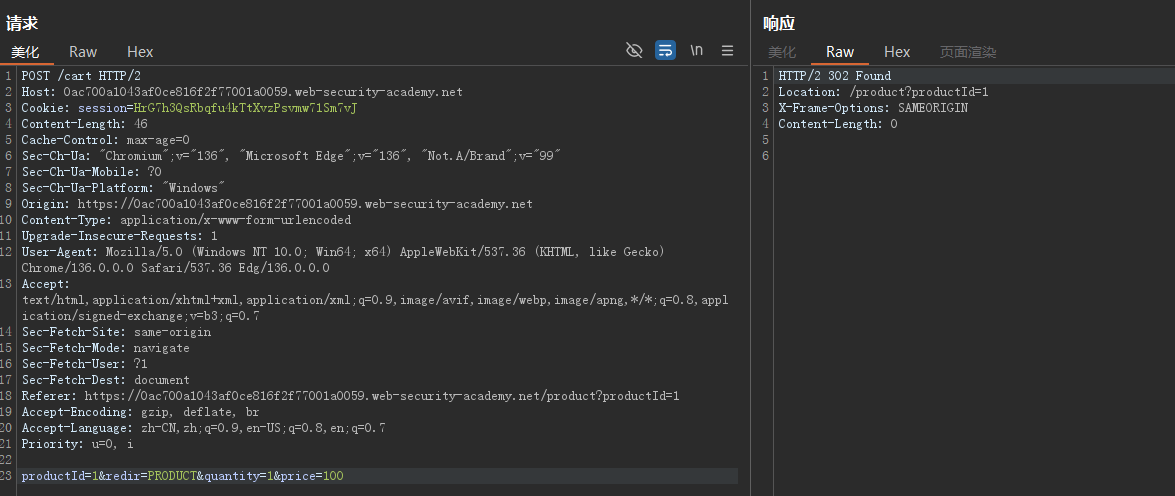 请求
美化 Raw Hex
\n
1 POST /cart HTTP/2
2 Host: 0ac700a1043af0ce816f2f77001a0059.web-security-academy.net
3 Cookie: session=HrG7h3QsRbqfu4kTtXvzPsvmw71Sm7vJ
4 Content-Length: 46
5 Cache-Control: max-age=0
6 Sec-Ch-Ua: "Chromium";v="136", "Microsoft Edge";v="136", "Not.A/Brand";v="99"
7 Sec-Ch-Ua-Mobile: ?0
8 Sec-Ch-Ua-Platform: "Windows"
9 Origin: https://0ac700a1043af0ce816f2f77001a0059.web-security-academy.net
10 Content-Type: application/x-www-form-urlencoded
11 Upgrade-Insecure-Requests: 1
12 User-Agent: Mozilla/5.0 (Windows NT 10.0; Win64; x64) AppleWebKit/537.36 (KHTML, like Gecko)
Chrome/136.0.0.0 Safari/537.36 Edg/136.0.0.0
13 Accept:
text/html,application/xhtml+xml,application/xml;q=0.9,image/avif,image/webp,image/apng,*/*;q=0.8,appl
ication/signed-exchange;v=b3;q=0.7
14 Sec-Fetch-Site: same-origin
15 Sec-Fetch-Mode: navigate
16 Sec-Fetch-User: ?1
17 Sec-Fetch-Dest: document
18 Referer: https://0ac700a1043af0ce816f2f77001a0059.web-security-academy.net/product?productId=1
19 Accept-Encoding: gzip, deflate, br
20 Accept-Language: zh-CN,zh;q=0.9,en-US;q=0.8,en;q=0.7
21 Priority: u=0, i
22
23 productId=1&redir=PRODUCT&quantity=1&price=100
响应
美化 Raw Hex 页面渲染
1 HTTP/2 302 Found
2 Location: /product?productId=1
3 X-Frame-Options: SAMEORIGIN
4 Content-Length: 0
5
6